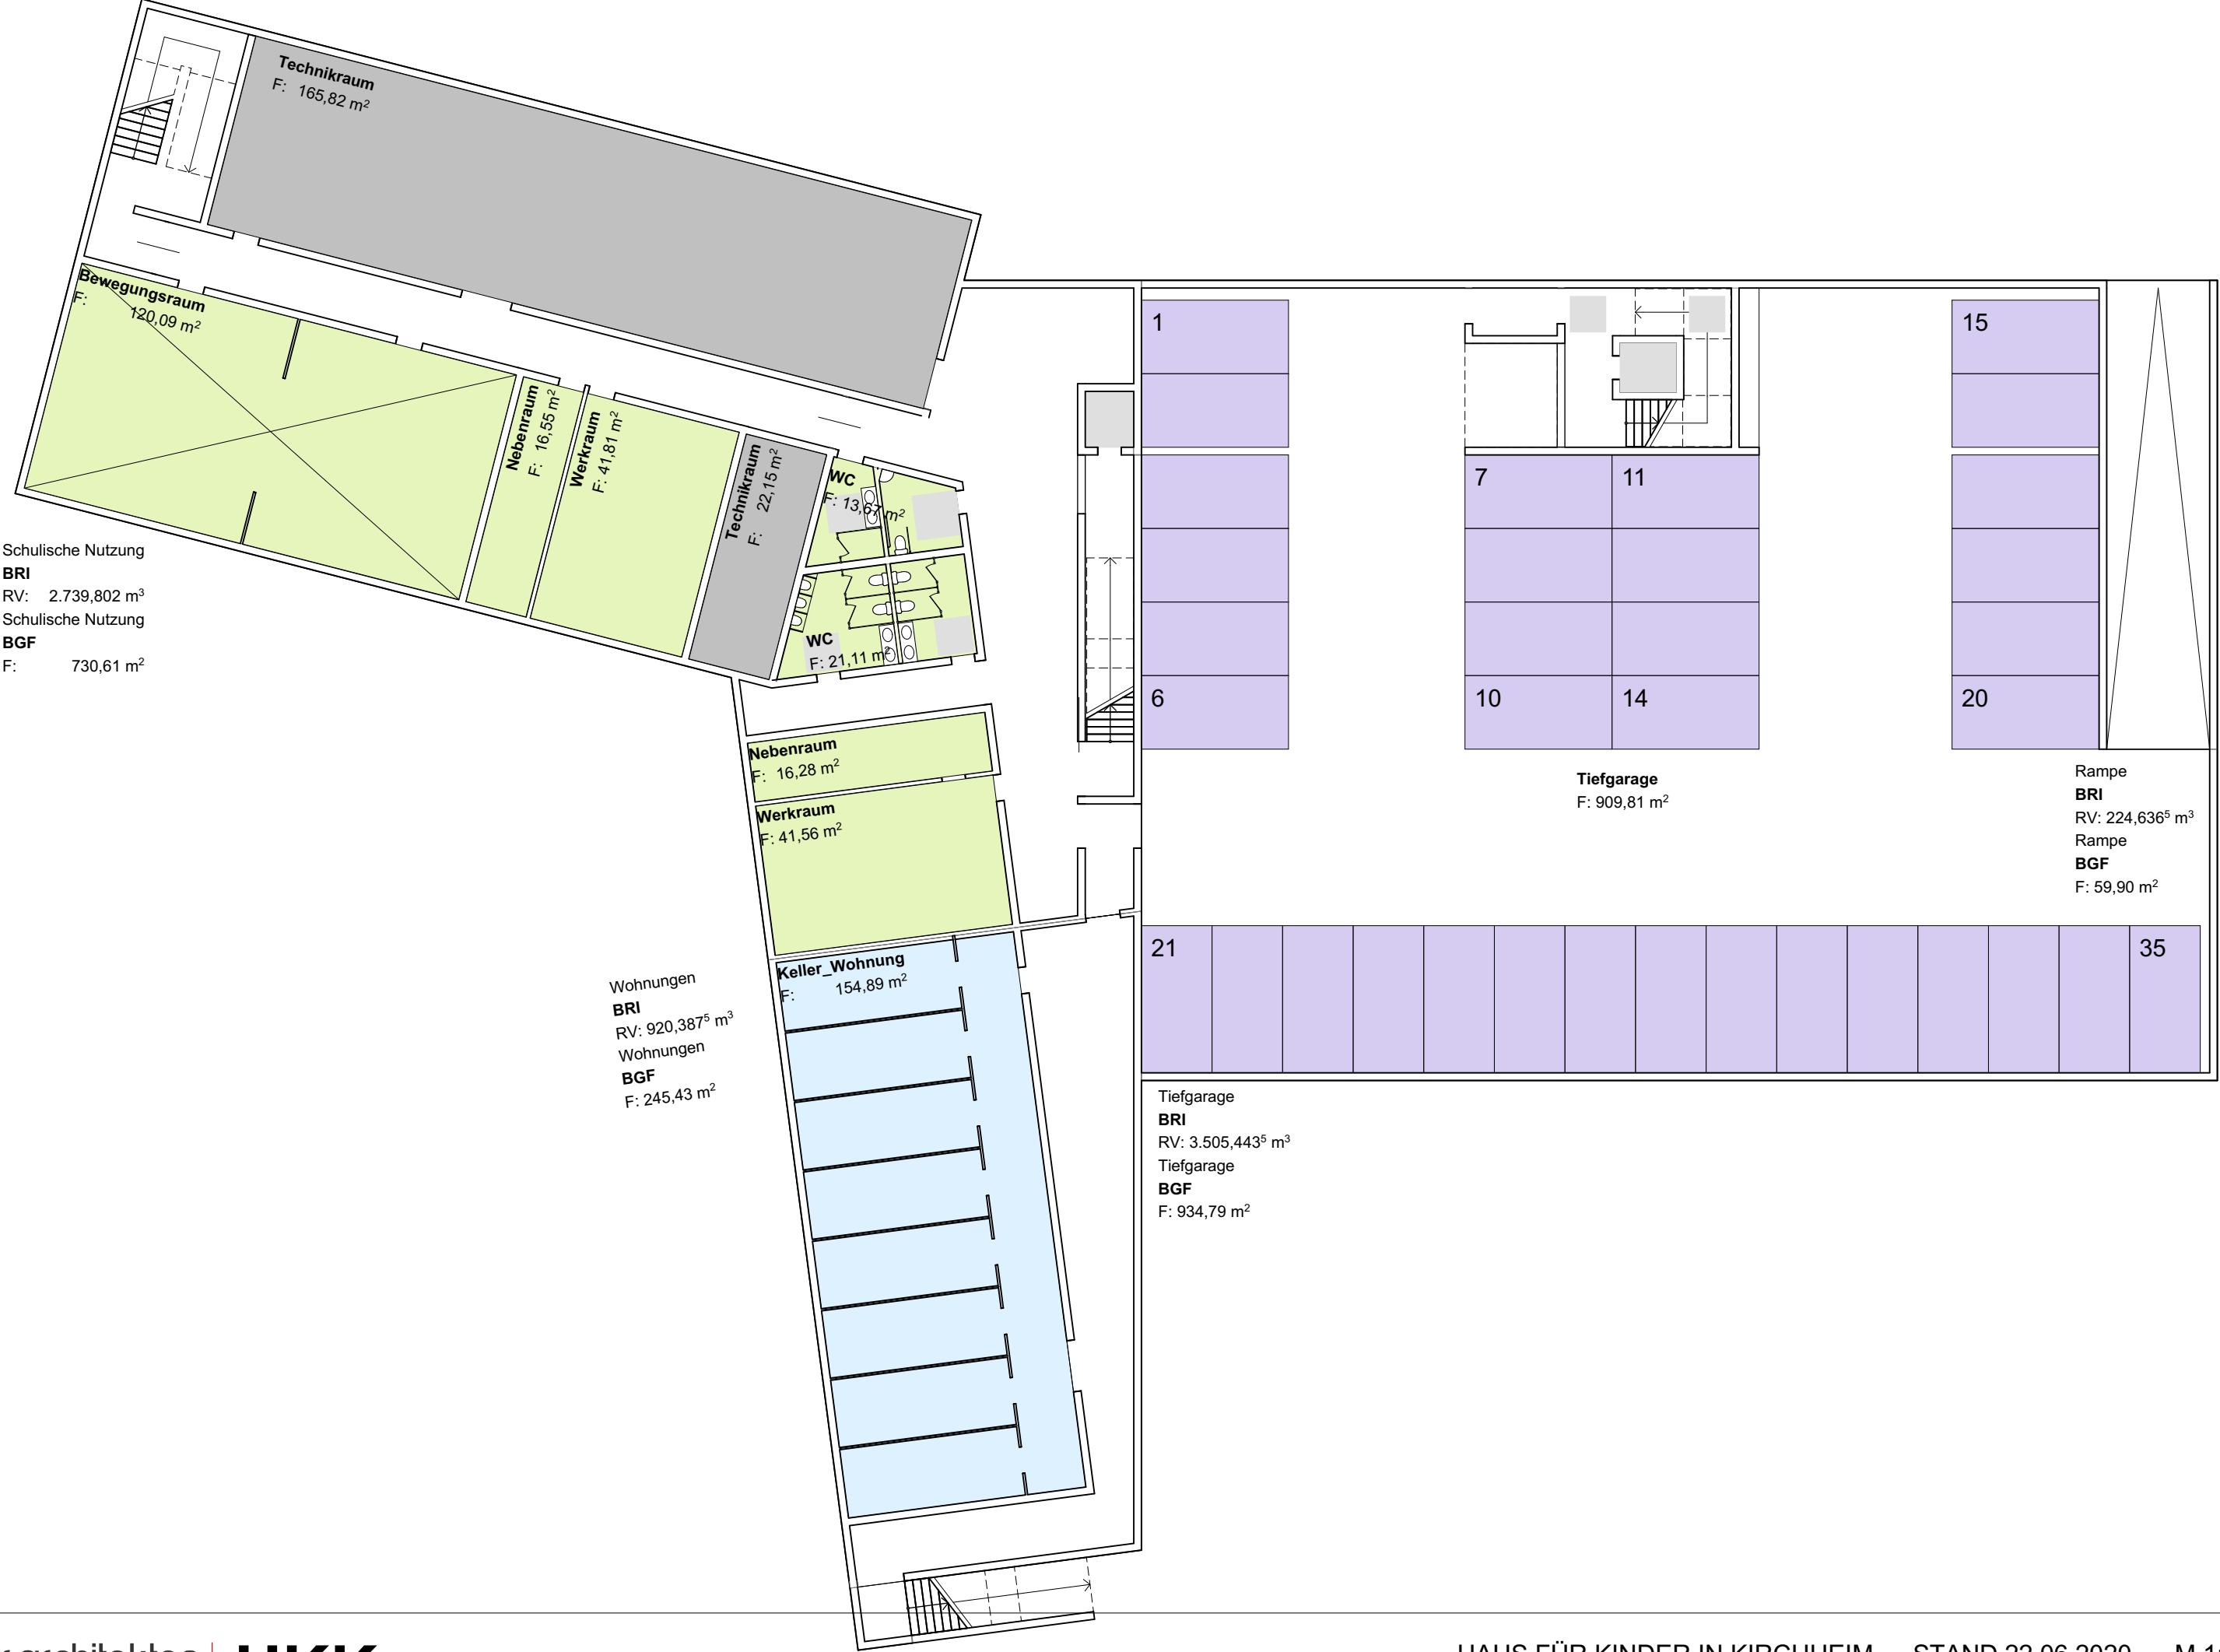 Technikraum
F: 165,82 m²
Bewegungsraum
F: 120,09 m²
Nebenraum
F: 16,55 m²
Werkraum
F: 41,81 m²
Technikraum
F: 22,15 m²
WC
F: 13,67 m²
WC
F: 21,11 m²
Schulische Nutzung
BRI
RV: 2.739,802 m³
Schulische Nutzung
BGF
F: 730,61 m²
Nebenraum
F: 16,28 m²
Werkraum
F: 41,56 m²
Keller_Wohnung
F: 154,89 m²
Wohnungen
BRI
RV: 920,387⁵ m³
Wohnungen
BGF
F: 245,43 m²
1
15
7
11
6
10
14
20
Tiefgarage
F: 909,81 m²
Rampe
BRI
RV: 224,636⁵ m³
Rampe
BGF
F: 59,90 m²
21
35
Tiefgarage
BRI
RV: 3.505,443⁵ m³
Tiefgarage
BGF
F: 934,79 m²